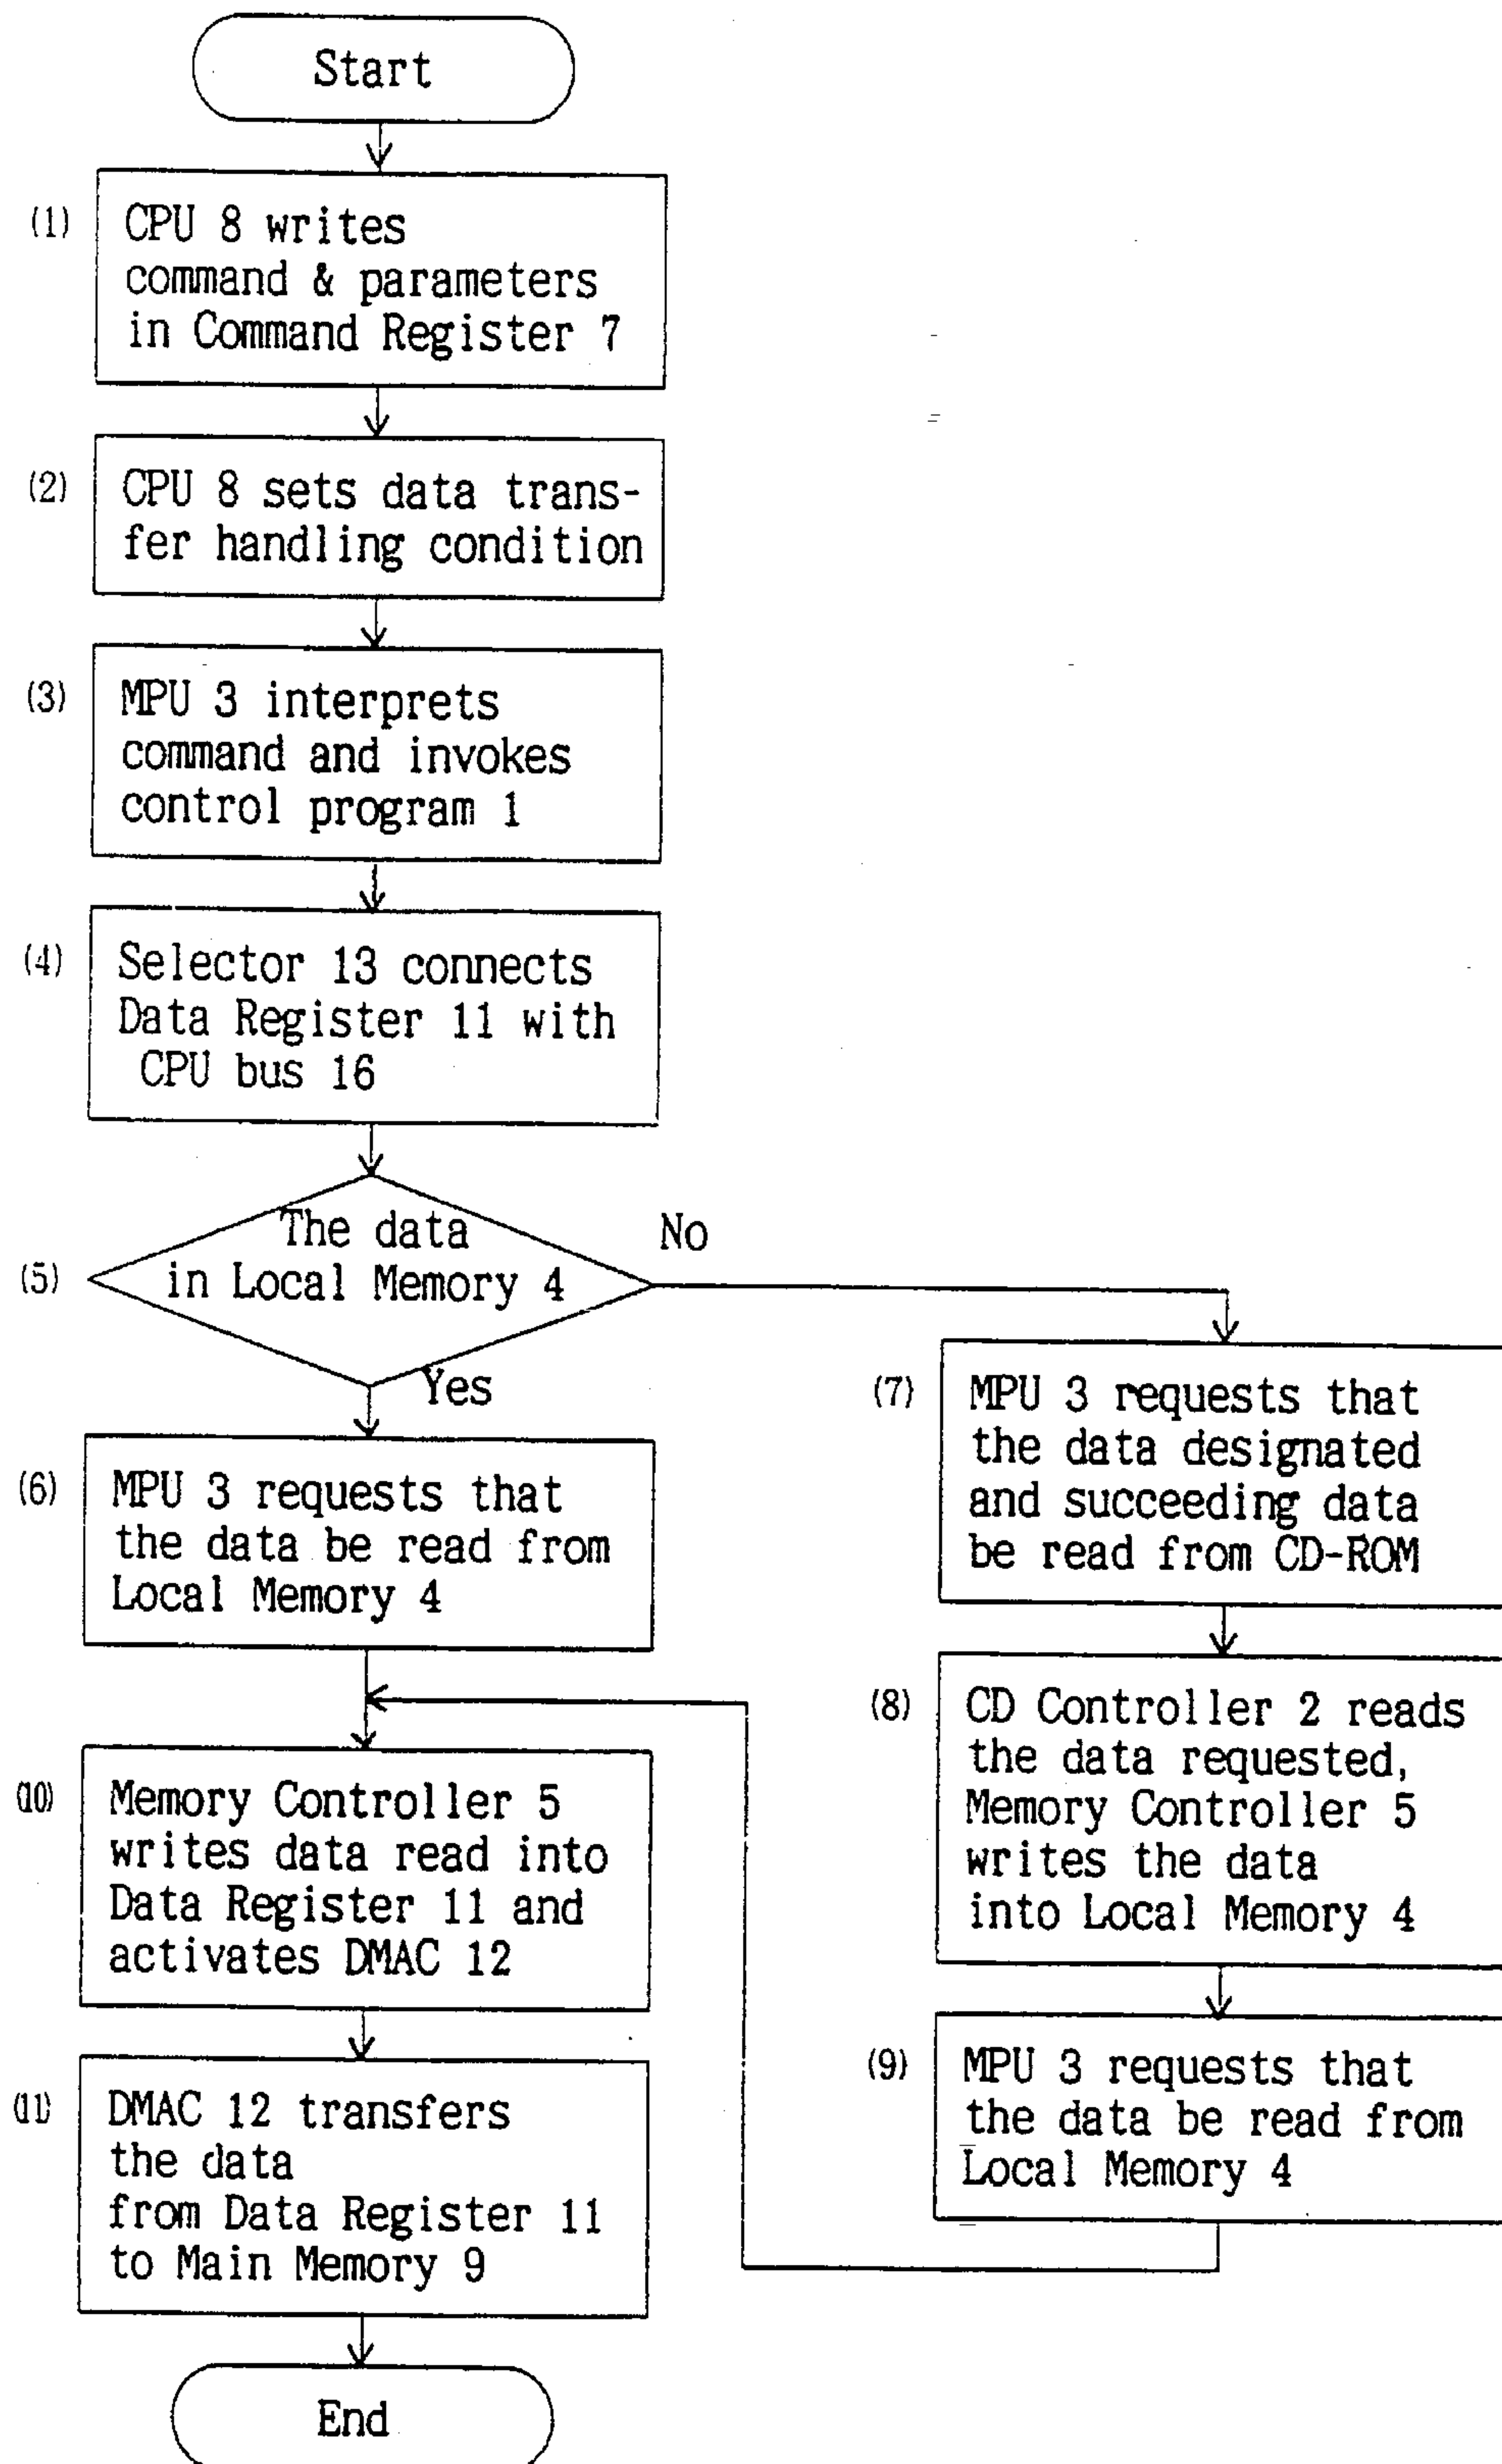 Start
(1)
CPU 8 writes
command & parameters
in Command Register 7
(2)
CPU 8 sets data trans-
fer handling condition
(3)
MPU 3 interprets
command and invokes
control program 1
(4)
Selector 13 connects
Data Register 11 with
CPU bus 16
(5)
The data
in Local Memory 4
No
Yes
(6)
MPU 3 requests that
the data be read from
Local Memory 4
(7)
MPU 3 requests that
the data designated
and succeeding data
be read from CD-ROM
(8)
CD Controller 2 reads
the data requested,
Memory Controller 5
writes the data
into Local Memory 4
(9)
MPU 3 requests that
the data be read from
Local Memory 4
(10)
Memory Controller 5
writes data read into
Data Register 11 and
activates DMAC 12
(11)
DMAC 12 transfers
the data
from Data Register 11
to Main Memory 9
End